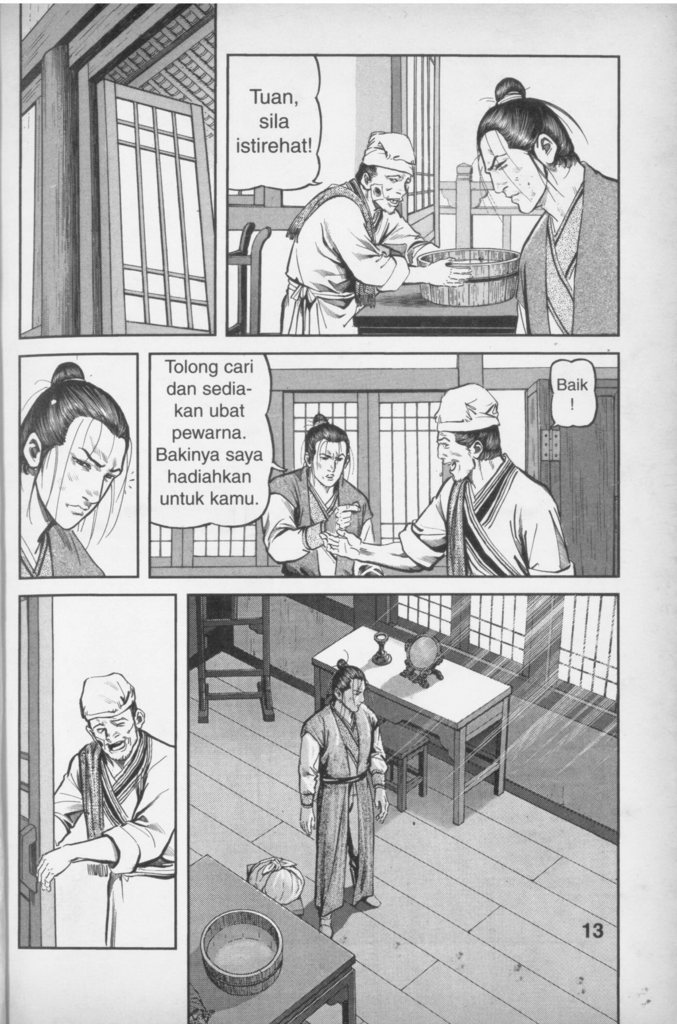 Tuan,
sila
istirehat!
Tolong cari
dan sedia-
kan ubat
pewarna.
Bakinya saya
hadiahkan
untuk kamu.
Baik
!
13